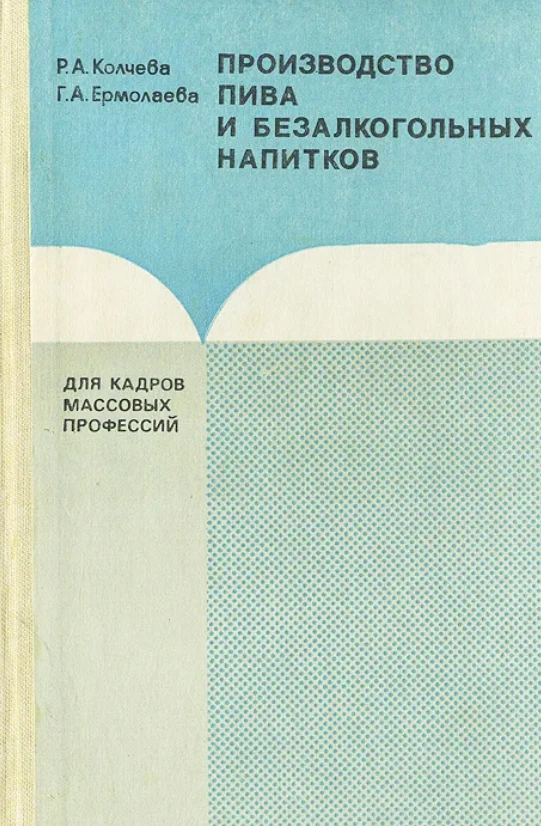 Р.А.Колчева
Г.А.Ермолаева
ПРОИЗВОДСТВО
ПИВА
И БЕЗАЛКОГОЛЬНЫХ
НАПИТКОВ
ДЛЯ КАДРОВ
МАССОВЫХ
ПРОФЕССИЙ